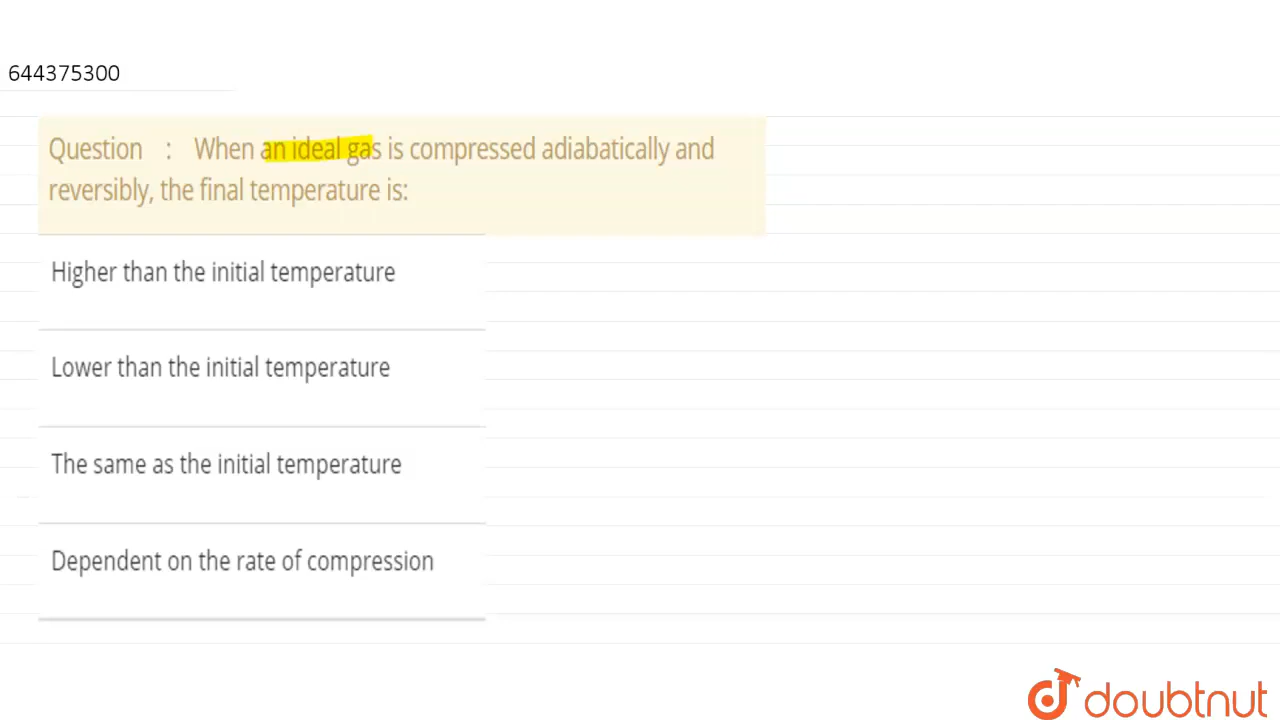 644375300
Question : When an ideal gas is compressed adiabatically and
reversibly, the final temperature is:
Higher than the initial temperature
Lower than the initial temperature
The same as the initial temperature
Dependent on the rate of compression
doubtnut